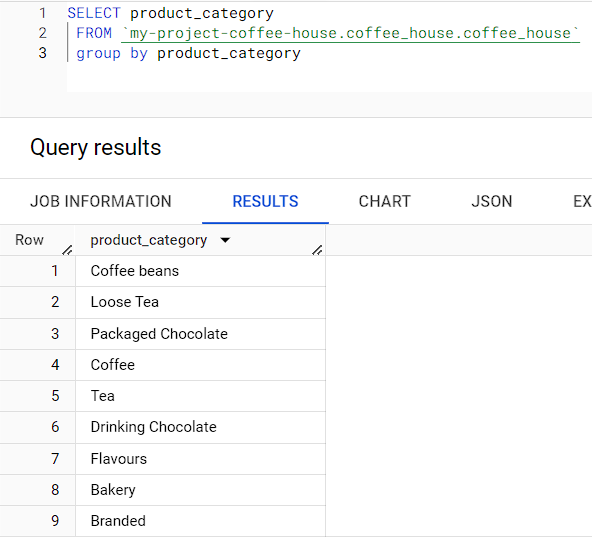 1 SELECT product_category
2 FROM `my-project-coffee-house.coffee_house.coffee_house`
3 group by product_category
Query results
JOB INFORMATION RESULTS CHART JSON EX
Row product_category
1 Coffee beans
2 Loose Tea
3 Packaged Chocolate
4 Coffee
5 Tea
6 Drinking Chocolate
7 Flavours
8 Bakery
9 Branded